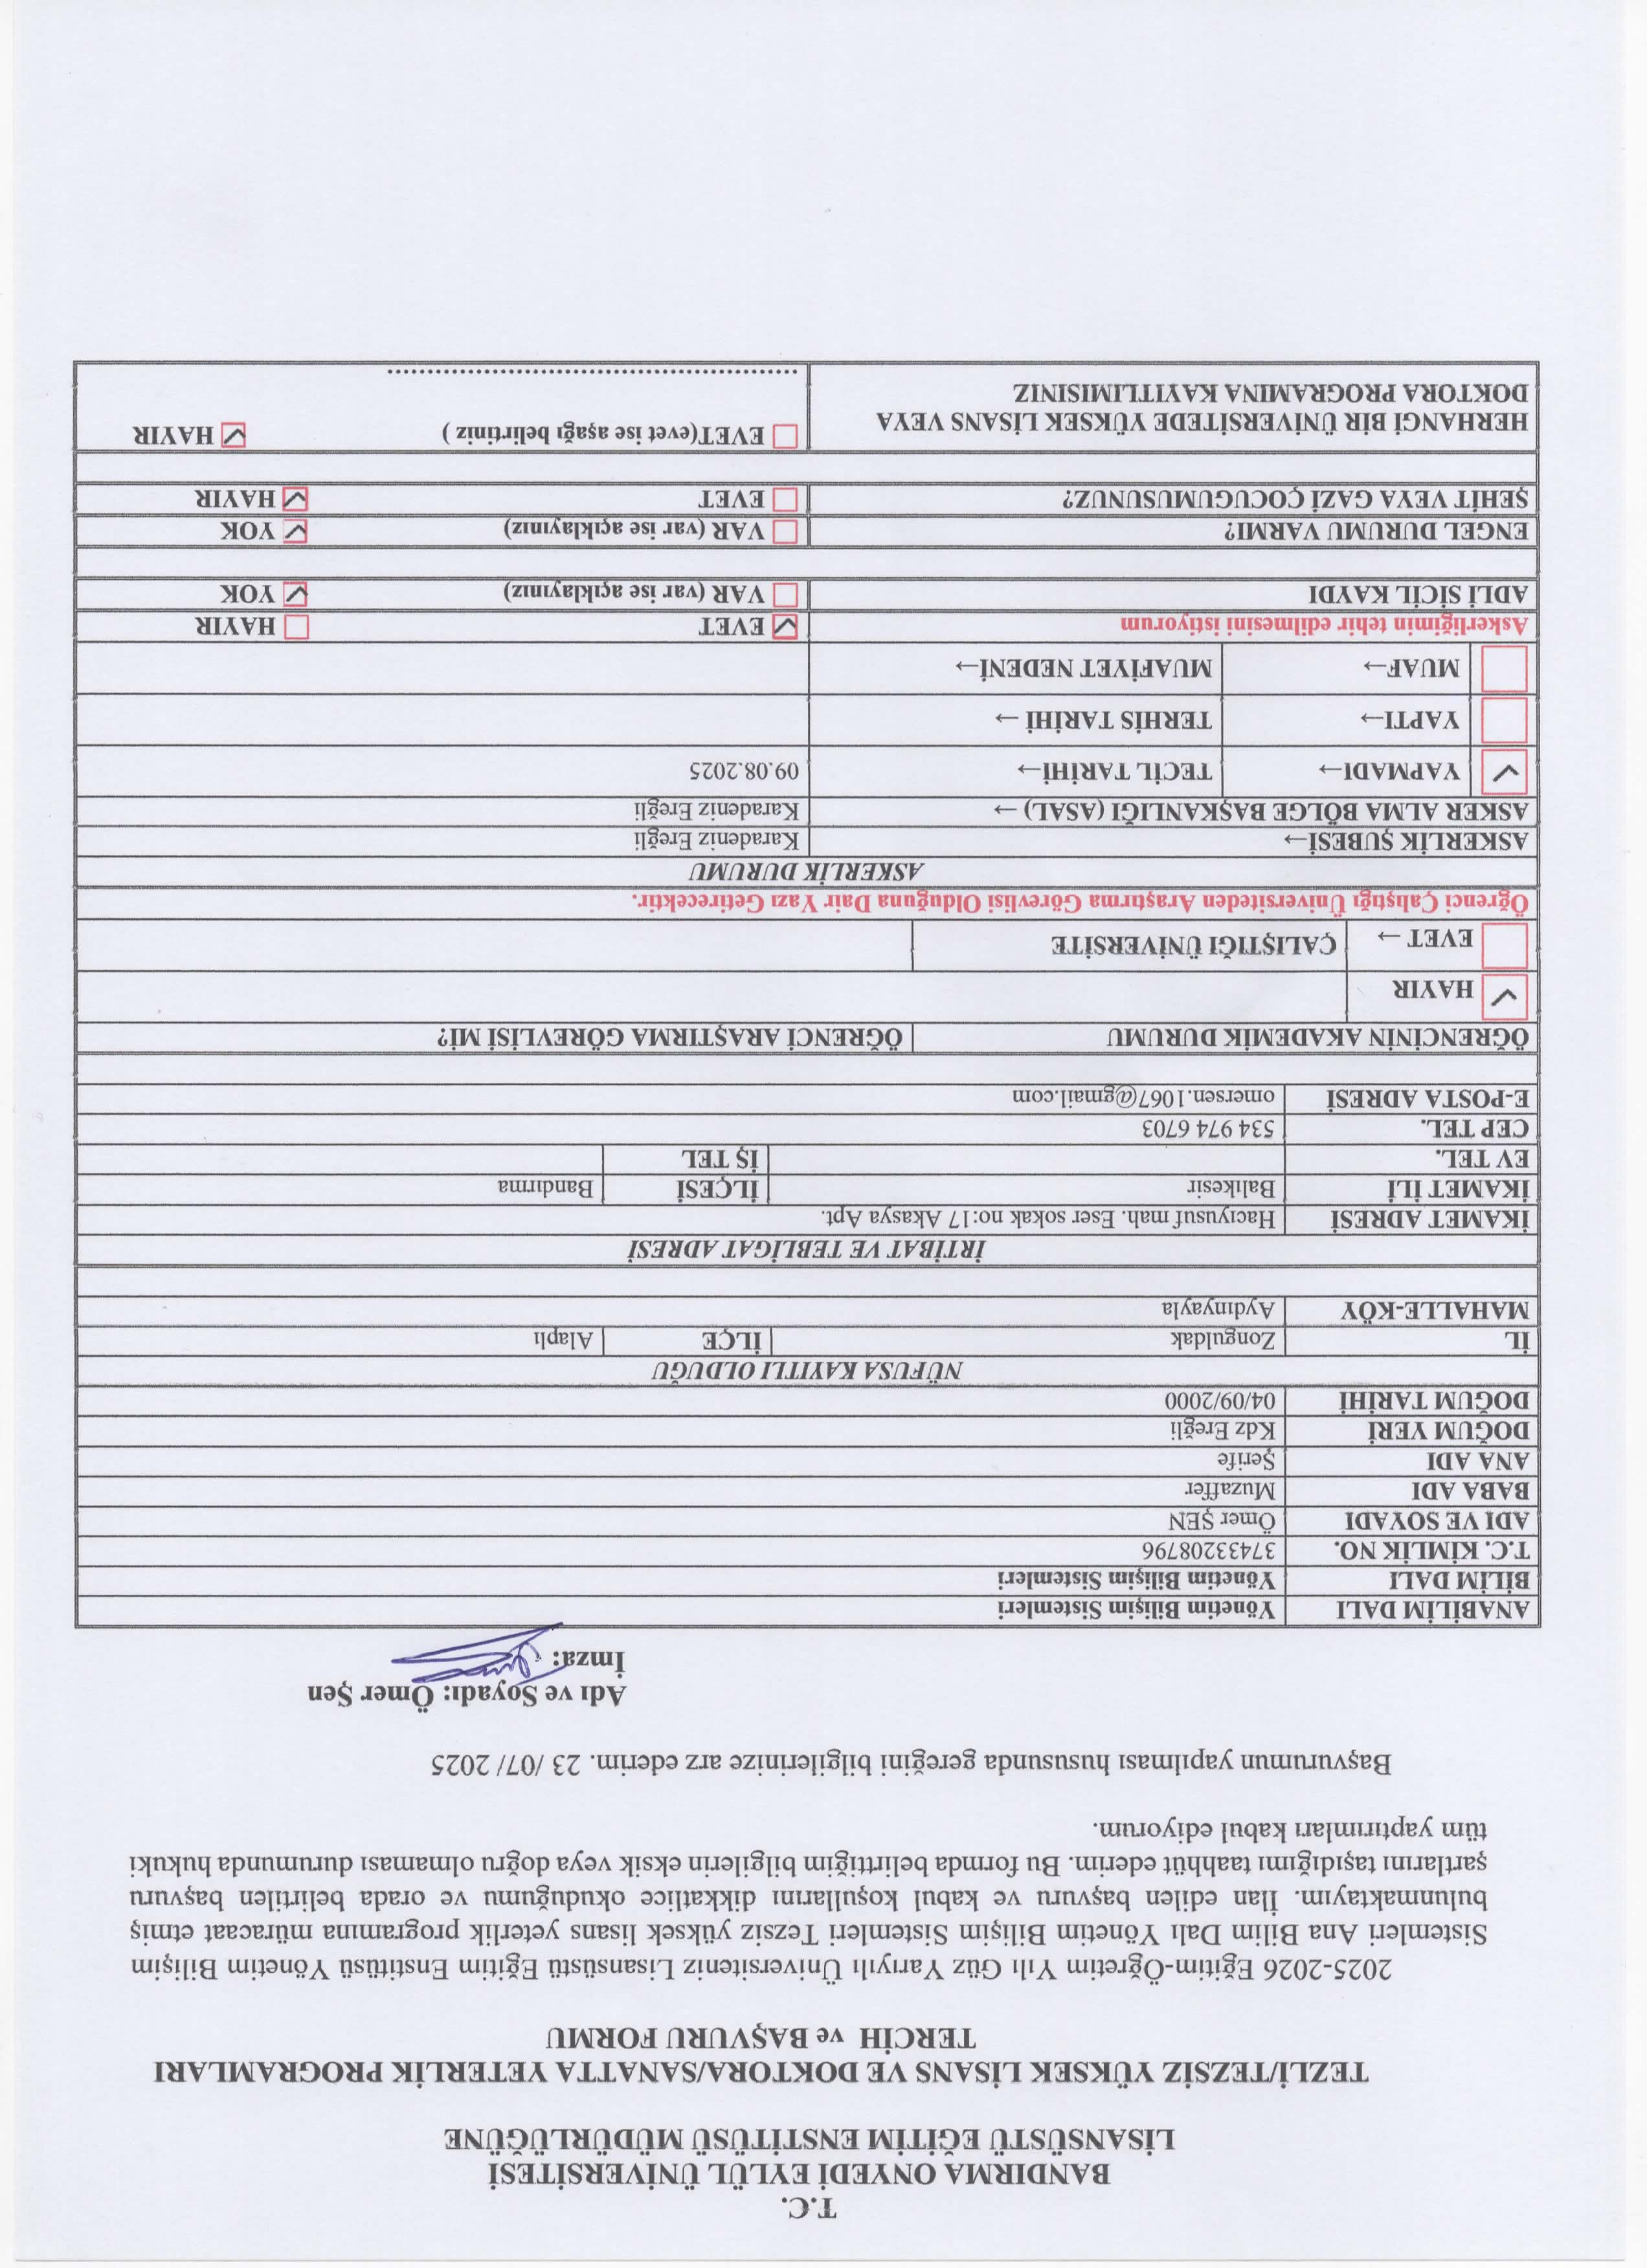 T.C.
BANDIRMA ONYEDİ EYLÜL ÜNİVERSİTESİ
LİSANSÜSTÜ EĞİTİM ENSTİTÜSÜ MÜDÜRLÜĞÜNE
TEZLİ/TEZSİZ YÜKSEK LİSANS VE DOKTORA/SANATTA YETERLİK PROGRAMLARI
TERCİH ve BAŞVURU FORMU
2025-2026 Eğitim-Öğretim Yılı Güz Yarıyılı Üniversiteniz Lisansüstü Eğitim Enstitüsü Yönetim Bilişim
Sistemleri Ana Bilim Dalı Yönetim Bilişim Sistemleri Tezsiz yüksek lisans yeterlik programına müracaat etmiş
bulunmaktayım. İlan edilen başvuru ve kabul koşullarını dikkatlice okuduğumu ve orada belirtilen başvuru
şartlarını taşıdığımı taahhüt ederim. Bu formda belirttiğim bilgilerin eksik veya doğru olmaması durumunda hukuki
tüm yaptırımları kabul ediyorum.
Başvurumun yapılması hususunda gereğini bilgilerinize arz ederim. 23 /07/ 2025
Adı ve Soyadı: Ömer Şen
İmza:
ANABİLİM DALI Yönetim Bilişim Sistemleri
BİLİM DALI Yönetim Bilişim Sistemleri
T.C. KİMLİK NO. 37433208796
ADI VE SOYADI Ömer ŞEN
BABA ADI Muzaffer
ANA ADI Şerife
DOĞUM YERİ Kdz Ereğli
DOĞUM TARİHİ 04/09/2000
NÜFUSA KAYITLI OLDUĞU
İL Zonguldak İLÇE Alaplı
MAHALLE-KÖY Aydınyayla
İRTİBAT VE TEBLİGAT ADRESİ
İKAMET ADRESİ Hacıyusuf mah. Eser sokak no:17 Akasya Apt.
İKAMET İLİ Balıkesir İLÇESİ Bandırma
EV TEL. İŞ TEL
CEP TEL. 534 974 6703
E-POSTA ADRESİ omersen.1067@gmail.com
ÖĞRENCİNİN AKADEMİK DURUMU ÖĞRENCİ ARAŞTIRMA GÖREVLİSİ Mİ?
✓ HAYIR
EVET → ÇALIŞTIĞI ÜNİVERSİTE
Öğrenci Çalıştığı Üniversiteden Araştırma Görevlisi Olduğuna Dair Yazı Getirecektir.
ASKERLİK DURUMU
ASKERLİK ŞUBESİ→ Karadeniz Ereğli
ASKER ALMA BÖLGE BAŞKANLIĞI (ASAL) → Karadeniz Ereğli
✓ YAPMADI→ TECİL TARİHİ→ 09.08.2025
YAPTI→ TERHİS TARİHİ →
MUAF→ MUAFİYET NEDENİ→
Askerliğimin tehir edilmesini istiyorum ✓ EVET HAYIR
ADLİ SİCİL KAYDI VAR (var ise açıklayınız) ✓ YOK
ENGEL DURUMU VARMI? VAR (var ise açıklayınız) ✓ YOK
ŞEHİT VEYA GAZİ ÇOCUGUMUSUNUZ? EVET ✓ HAYIR
HERHANGİ BİR ÜNİVERSİTEDE YÜKSEK LİSANS VEYA EVET(evet ise aşağı belirtiniz ) ✓ HAYIR
DOKTORA PROGRAMINA KAYITLIMISINIZ ..................................................